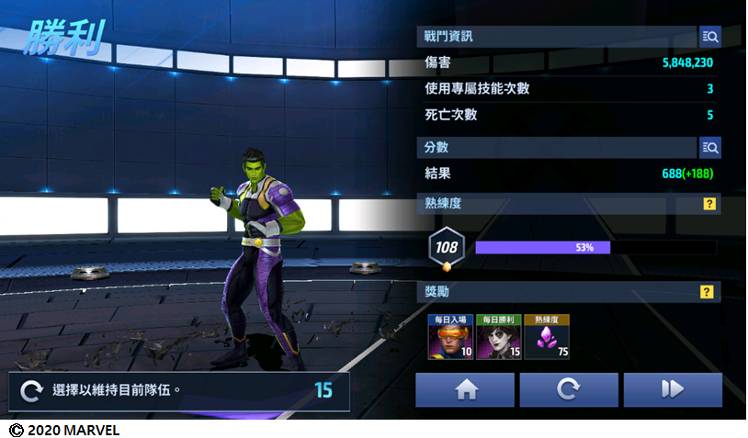 勝利
戰鬥資訊
傷害 5,848,230
使用專屬技能次數 3
死亡次數 5
分數
結果 688(+188)
熟練度 ?
108 53%
獎勵 ?
每日入場 每日勝利 熟練度
10 15 75
選擇以維持目前隊伍。 15
© 2020 MARVEL